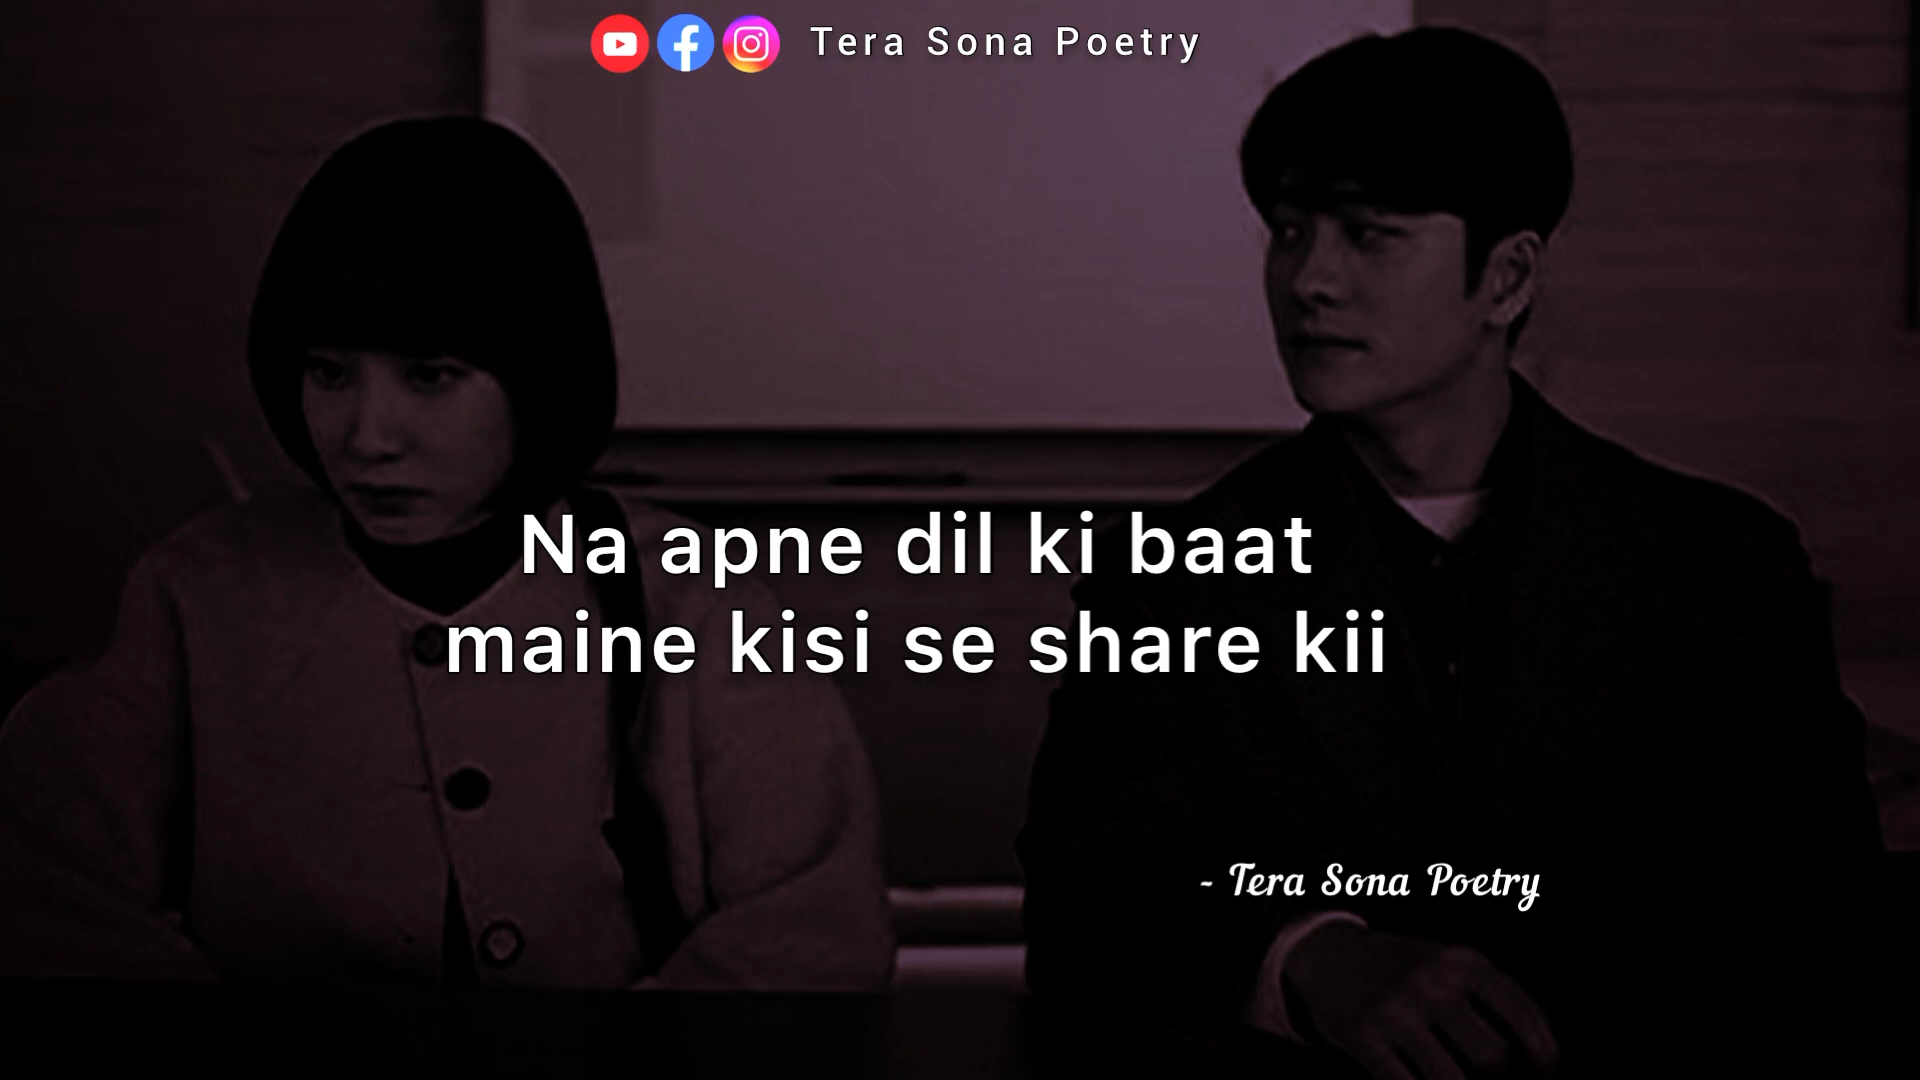 Tera Sona Poetry
Na apne dil ki baat
maine kisi se share kii
- Tera Sona Poetry